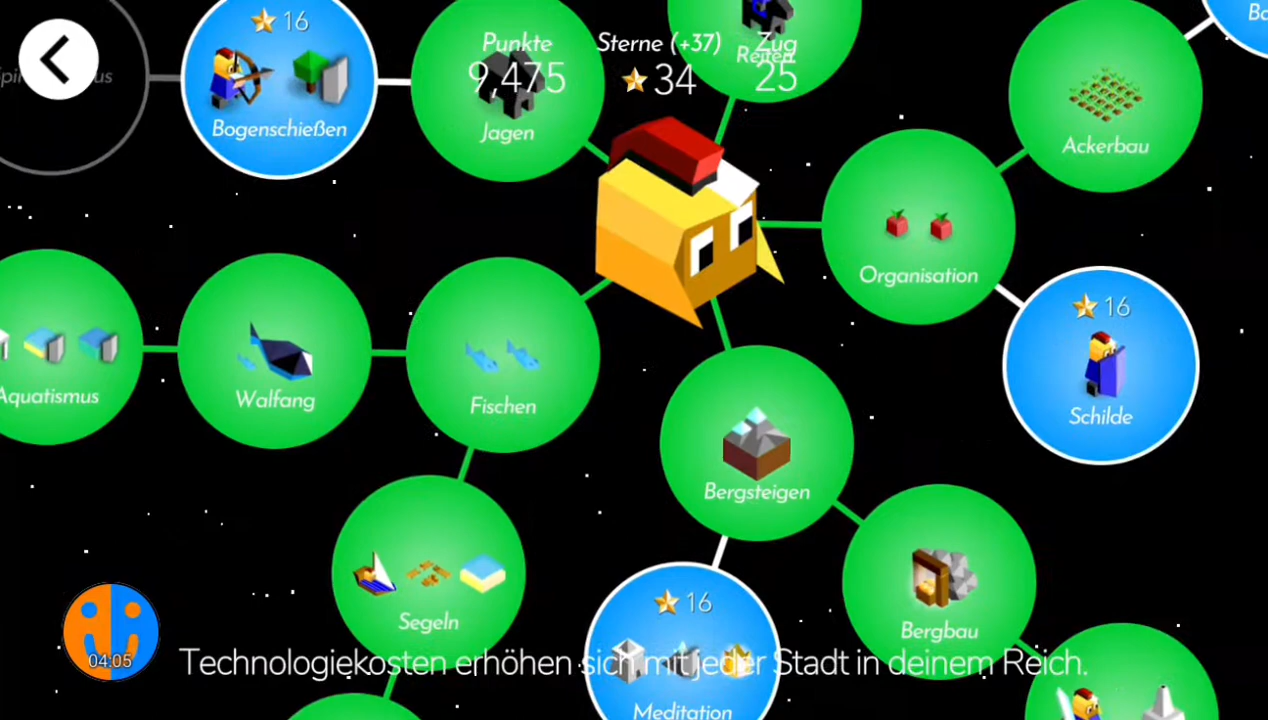 16
Bogenschießen
Jagen
Punkte
9,475
Sterne (+37)
34
Zug
25
Reiten
Ackerbau
Organisation
16
Schilde
Aquatismus
Walfang
Fischen
Bergsteigen
Segeln
16
Meditation
Bergbau
04:05
Technologiekosten erhöhen sich mit jeder Stadt in deinem Reich.